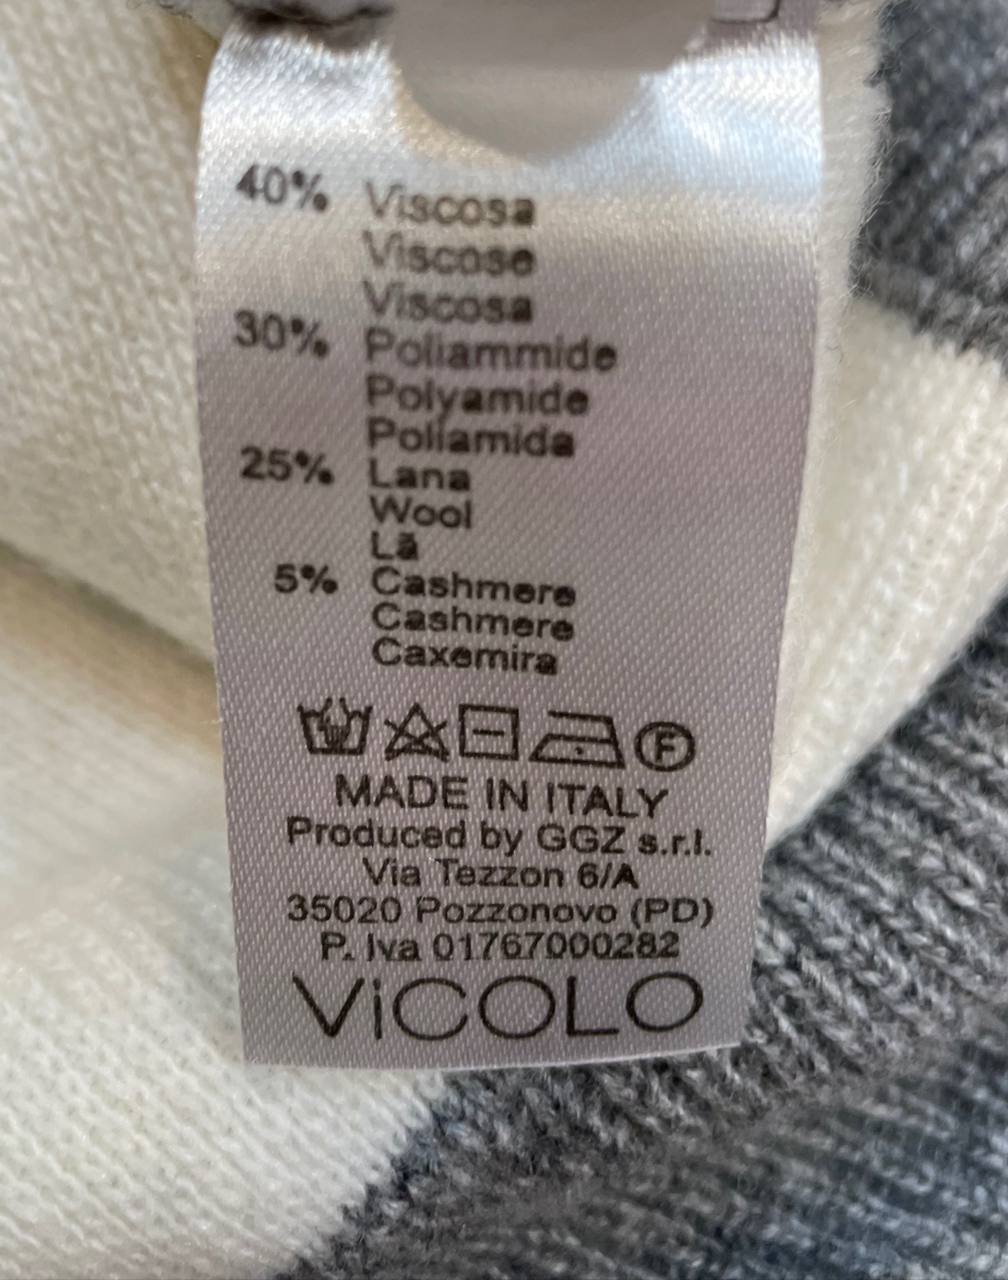 40% Viscosa
Viscose
Viscosa
30% Poliammide
Polyamide
Poliamida
25% Lana
Wool
Lã
5% Cashmere
Cashmere
Caxemira
F
MADE IN ITALY
Produced by GGZ s.r.l.
Via Tezzon 6/A
35020 Pozzonovo (PD)
P. Iva 01767000282
ViCOLO